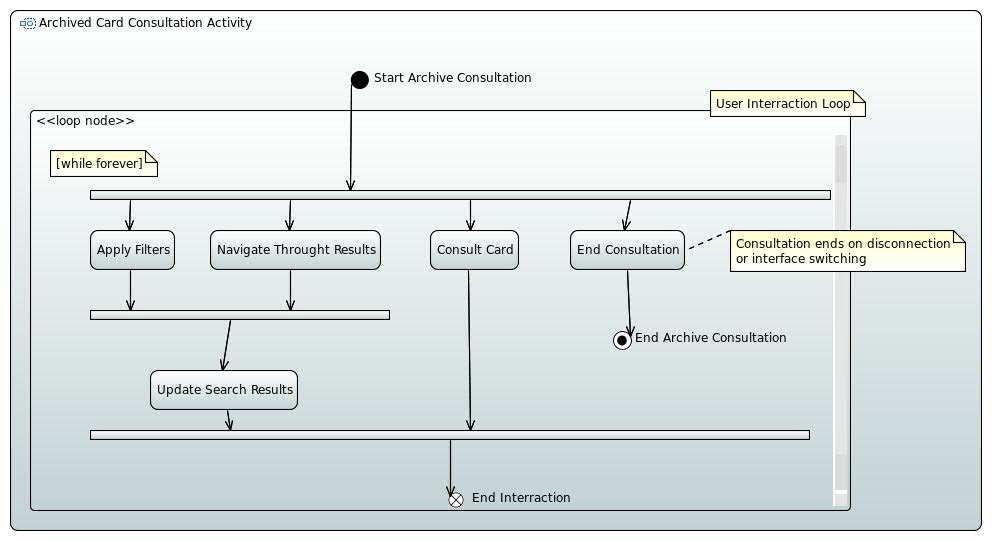 Archived Card Consultation Activity
Start Archive Consultation
User Interraction Loop
<<loop node>>
[while forever]
Apply Filters
Navigate Throught Results
Consult Card
End Consultation
Consultation ends on disconnection
or interface switching
End Archive Consultation
Update Search Results
End Interraction